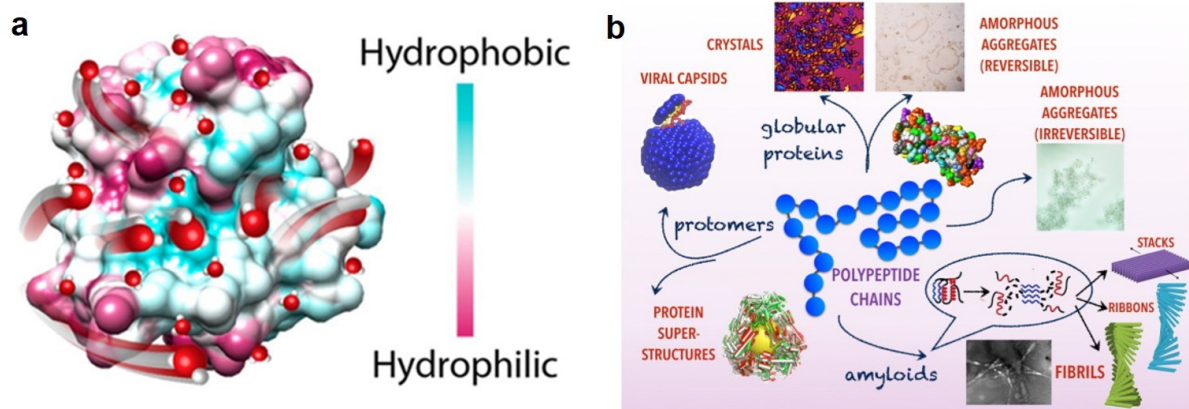 a
Hydrophobic
Hydrophilic
b
CRYSTALS
AMORPHOUS
AGGREGATES
(REVERSIBLE)
VIRAL CAPSIDS
AMORPHOUS
AGGREGATES
(IRREVERSIBLE)
globular
proteins
protomers
POLYPEPTIDE
CHAINS
PROTEIN
SUPER-
STRUCTURES
amyloids
STACKS
RIBBONS
FIBRILS